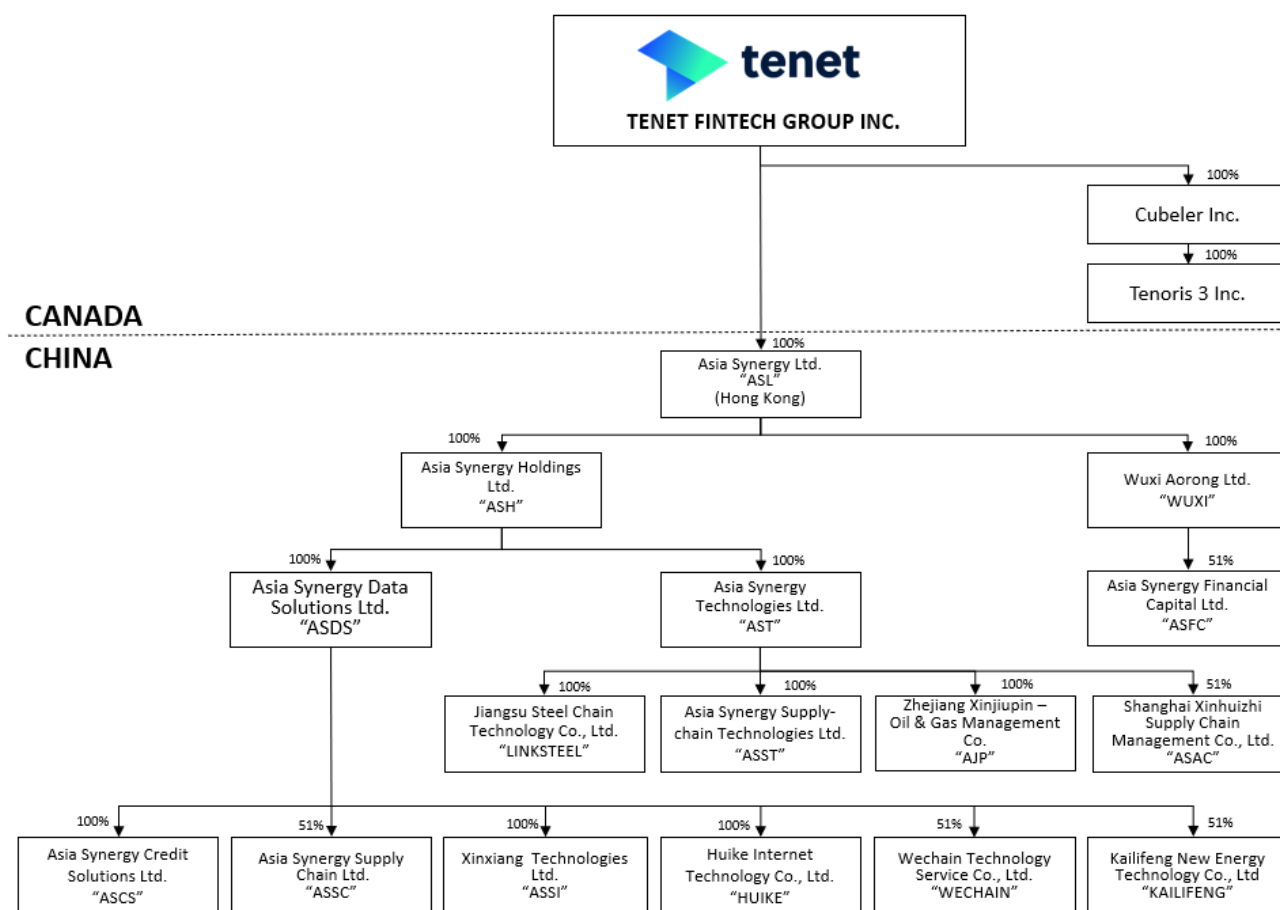 tenet
TENET FINTECH GROUP INC.
100%
Cubeler Inc.
100%
Tenoris 3 Inc.
CANADA
CHINA
100%
Asia Synergy Ltd.
“ASL”
(Hong Kong)
100%
100%
Asia Synergy Holdings
Ltd.
“ASH”
Wuxi Aorong Ltd.
“WUXI”
100%
100%
51%
Asia Synergy Data
Solutions Ltd.
“ASDS”
Asia Synergy
Technologies Ltd.
“AST”
Asia Synergy Financial
Capital Ltd.
“ASFC”
100%
100%
100%
51%
Jiangsu Steel Chain
Technology Co., Ltd.
“LINKSTEEL”
Asia Synergy Supply-
chain Technologies Ltd.
“ASST”
Zhejiang Xinjiupin –
Oil & Gas Management
Co.
“AJP”
Shanghai Xinhuizhi
Supply Chain
Management Co., Ltd.
“ASAC”
100%
51%
100%
100%
51%
51%
Asia Synergy Credit
Solutions Ltd.
“ASCS”
Asia Synergy Supply
Chain Ltd.
“ASSC”
Xinxiang Technologies
Ltd.
“ASSI”
Huike Internet
Technology Co., Ltd.
“HUIKE”
Wechain Technology
Service Co., Ltd.
“WECHAIN”
Kailifeng New Energy
Technology Co., Ltd
“KAILIFENG”